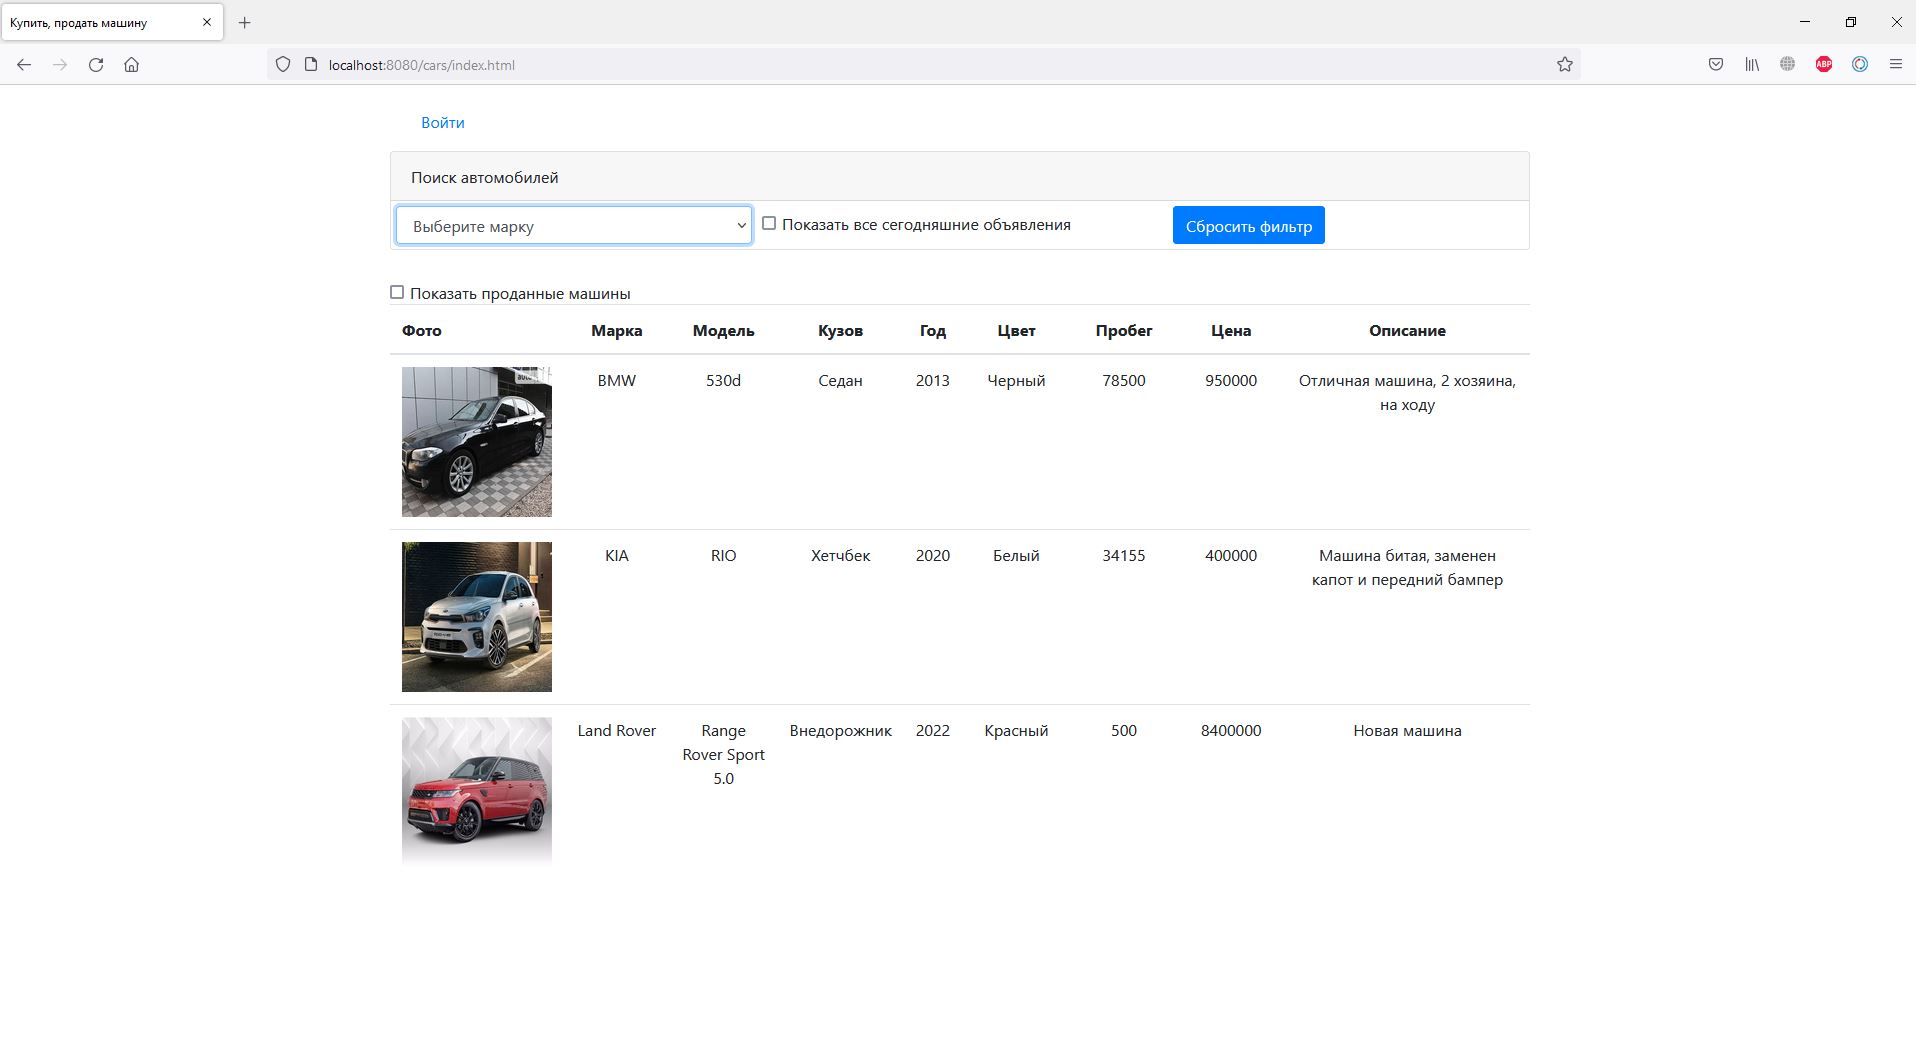 Купить, продать машину
localhost:8080/cars/index.html
ABP
Войти
Поиск автомобилей
Выберите марку
Показать все сегодняшние объявления
Сбросить фильтр
Показать проданные машины
Фото Марка Модель Кузов Год Цвет Пробег Цена Описание
BMW 530d Седан 2013 Черный 78500 950000 Отличная машина, 2 хозяина,
на ходу
KIA RIO Хетчбек 2020 Белый 34155 400000 Машина битая, заменен
капот и передний бампер
Land Rover Range Внедорожник 2022 Красный 500 8400000 Новая машина
Rover Sport
5.0